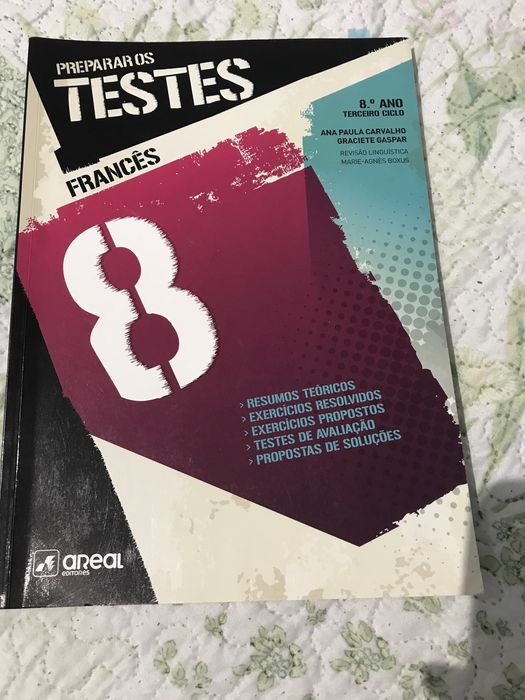 PREPARAR OS
TESTES
8.º ANO
TERCEIRO CICLO
ANA PAULA CARVALHO
GRACIETE GASPAR
REVISÃO LINGUÍSTICA
MARIE-AGNÈS BOXUS
FRANCÊS
8
> RESUMOS TEÓRICOS
> EXERCÍCIOS RESOLVIDOS
> EXERCÍCIOS PROPOSTOS
> TESTES DE AVALIAÇÃO
> PROPOSTAS DE SOLUÇÕES
areal
EDITORES